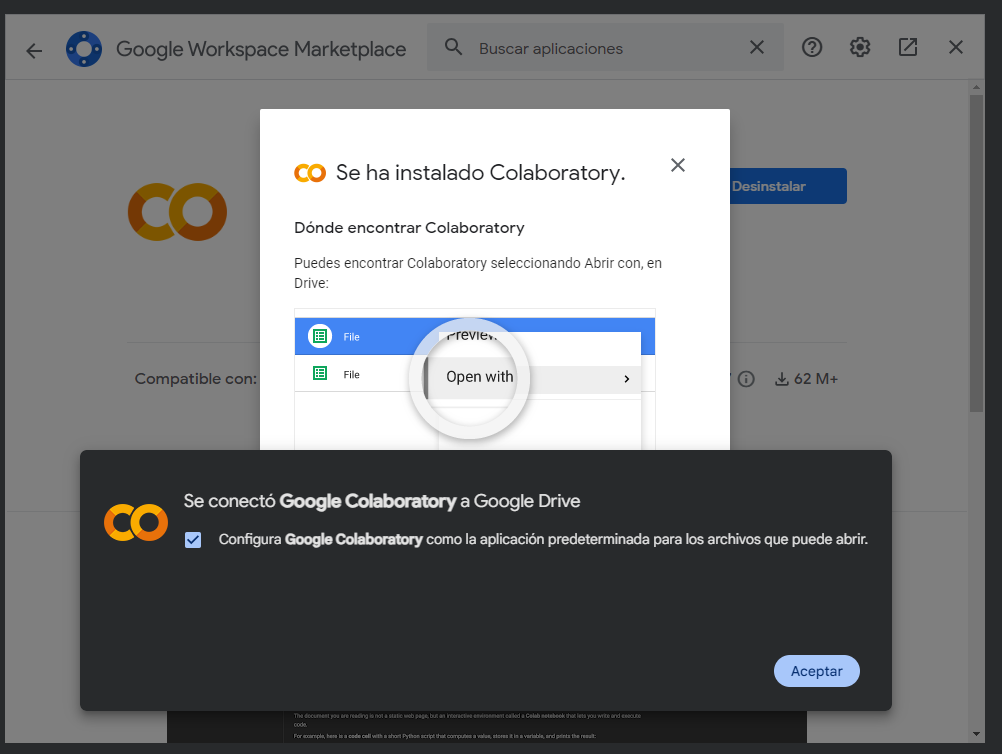 Google Workspace Marketplace
Buscar aplicaciones
Se ha instalado Colaboratory.
Desinstalar
Dónde encontrar Colaboratory
Puedes encontrar Colaboratory seleccionando Abrir con, en
Drive:
File
Preview
File
Open with
Compatible con:
62 M+
Se conectó Google Colaboratory a Google Drive
Configura Google Colaboratory como la aplicación predeterminada para los archivos que puede abrir.
Aceptar
The document you are reading is not a static web page, but an interactive environment called a Colab notebook that lets you write and execute
code.
For example, here is a code cell with a short Python script that computes a value, stores it in a variable, and prints the result: